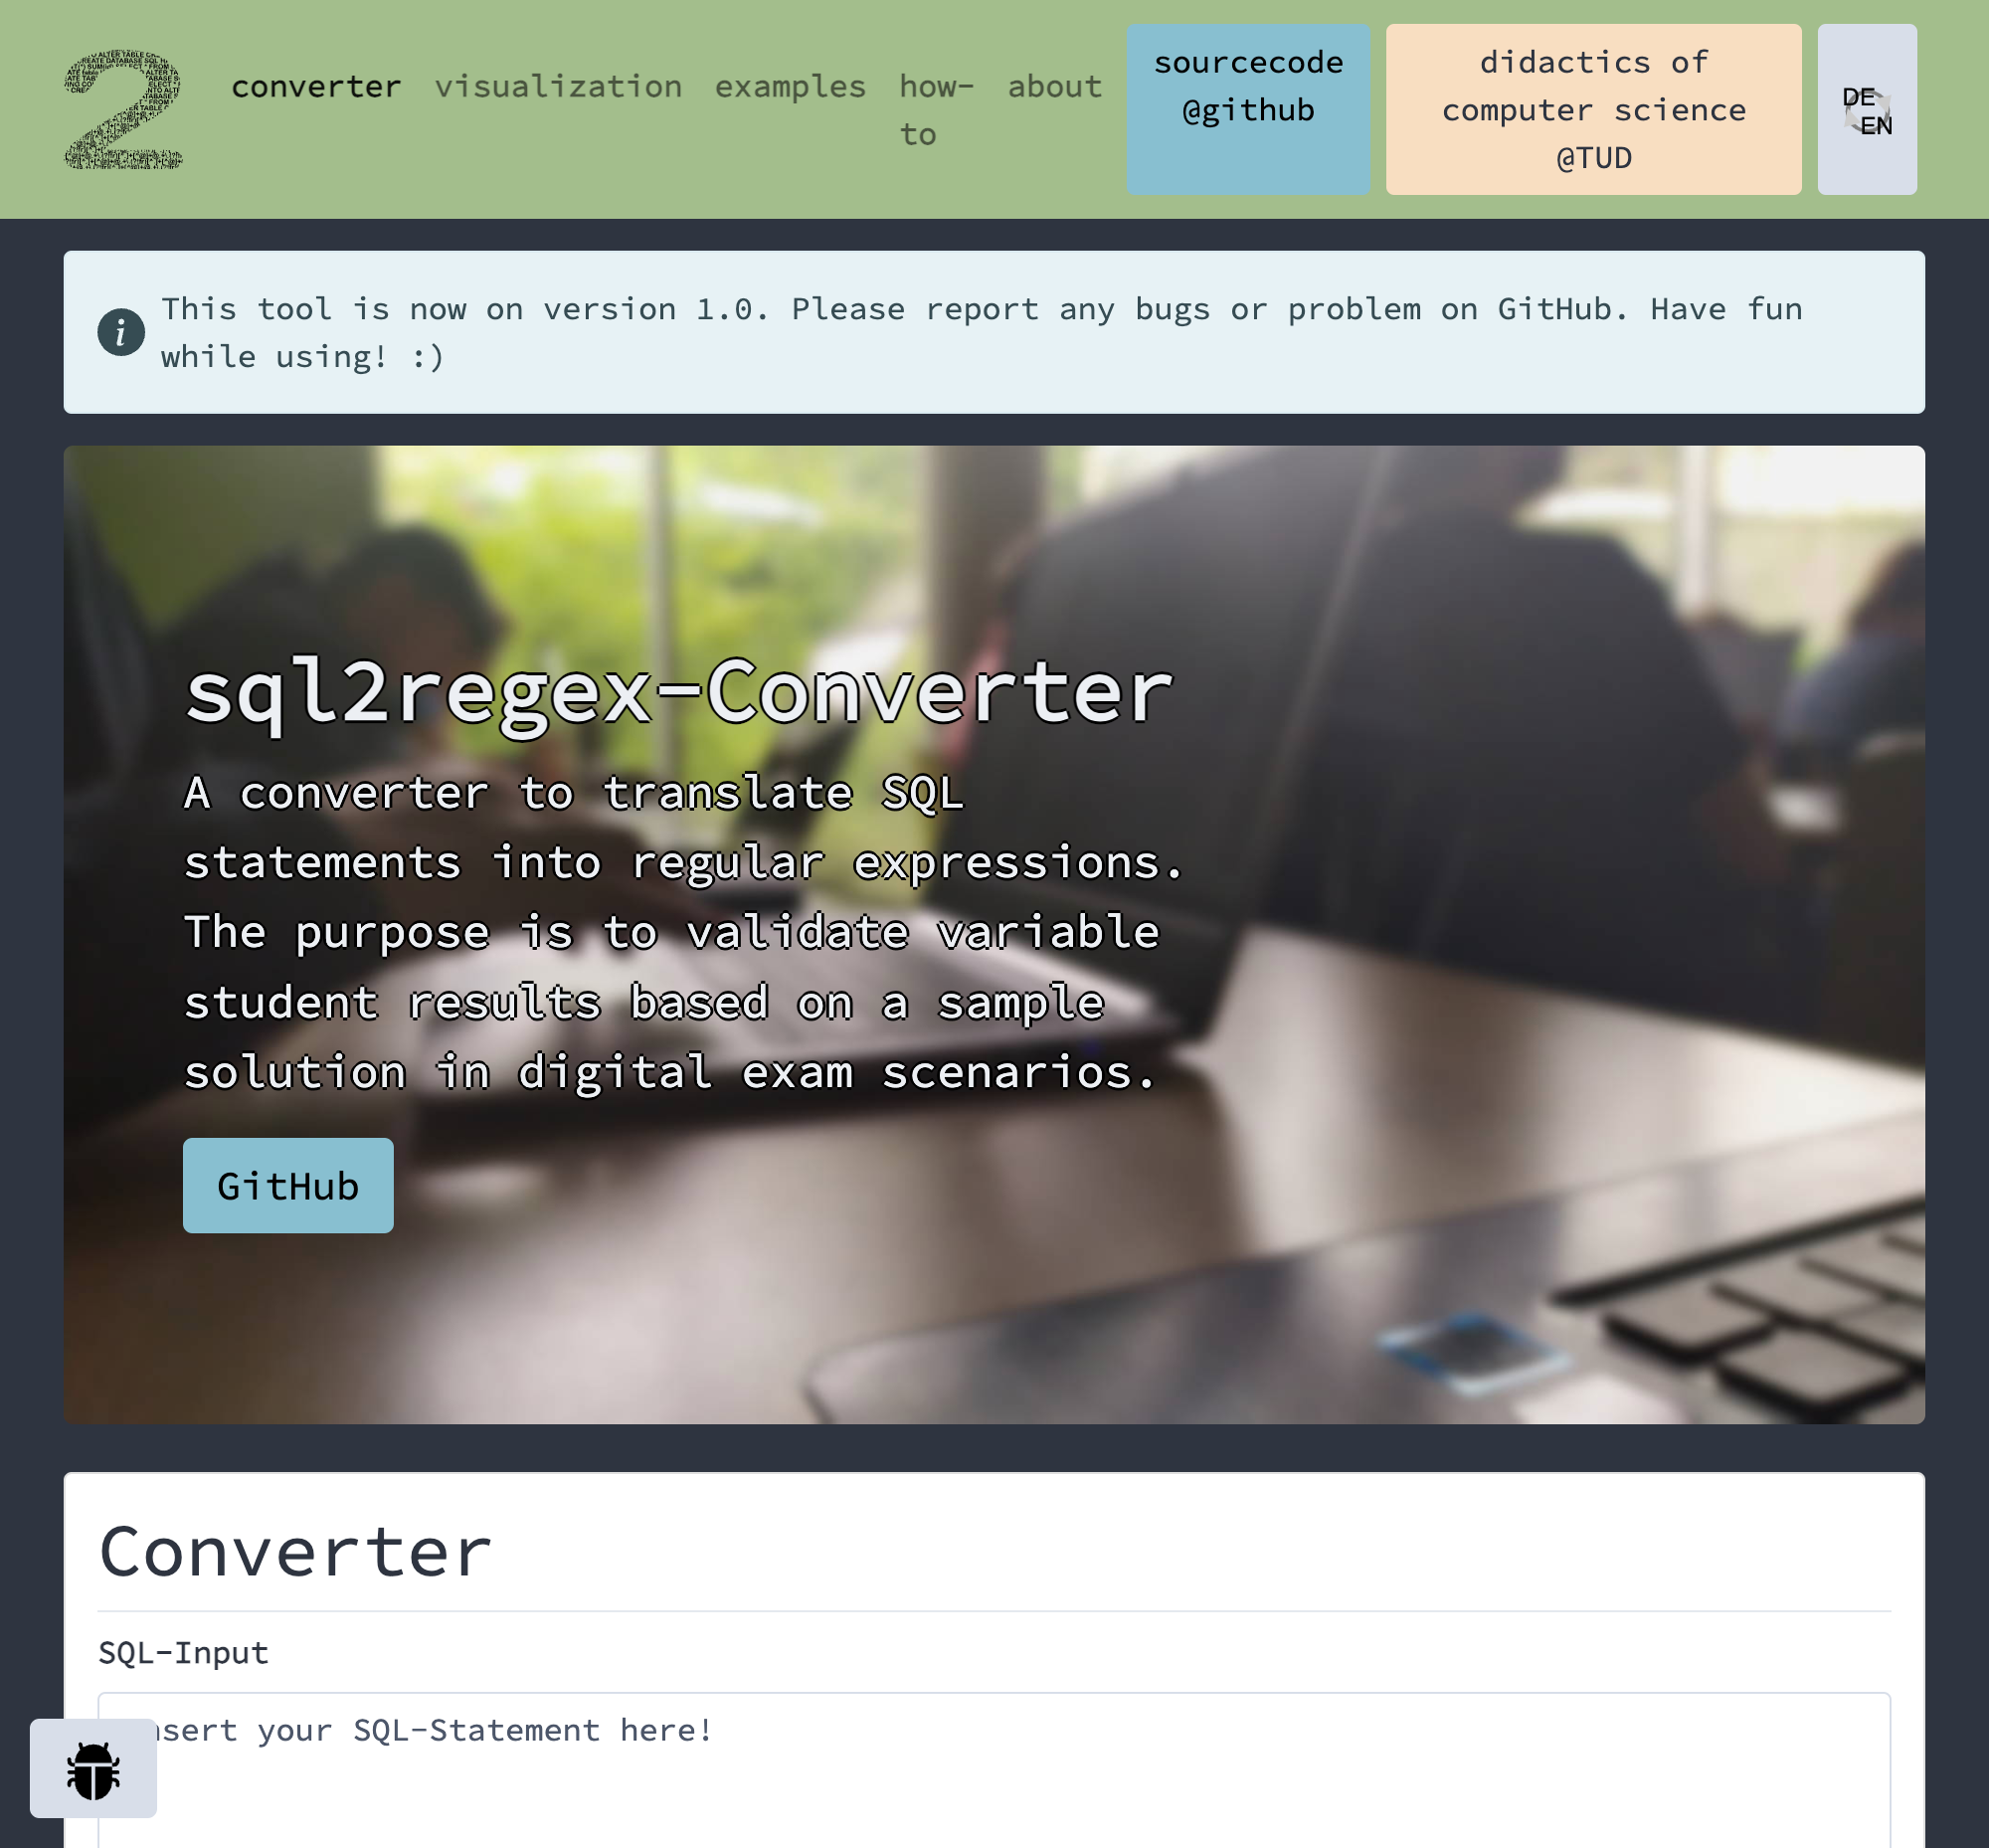 converter
visualization
examples
how-
to
about
sourcecode
@github
didactics of
computer science
@TUD
DE
EN
This tool is now on version 1.0. Please report any bugs or problem on GitHub. Have fun
while using! :)
sql2regex-Converter
A converter to translate SQL
statements into regular expressions.
The purpose is to validate variable
student results based on a sample
solution in digital exam scenarios.
GitHub
Converter
SQL-Input
nsert your SQL-Statement here!